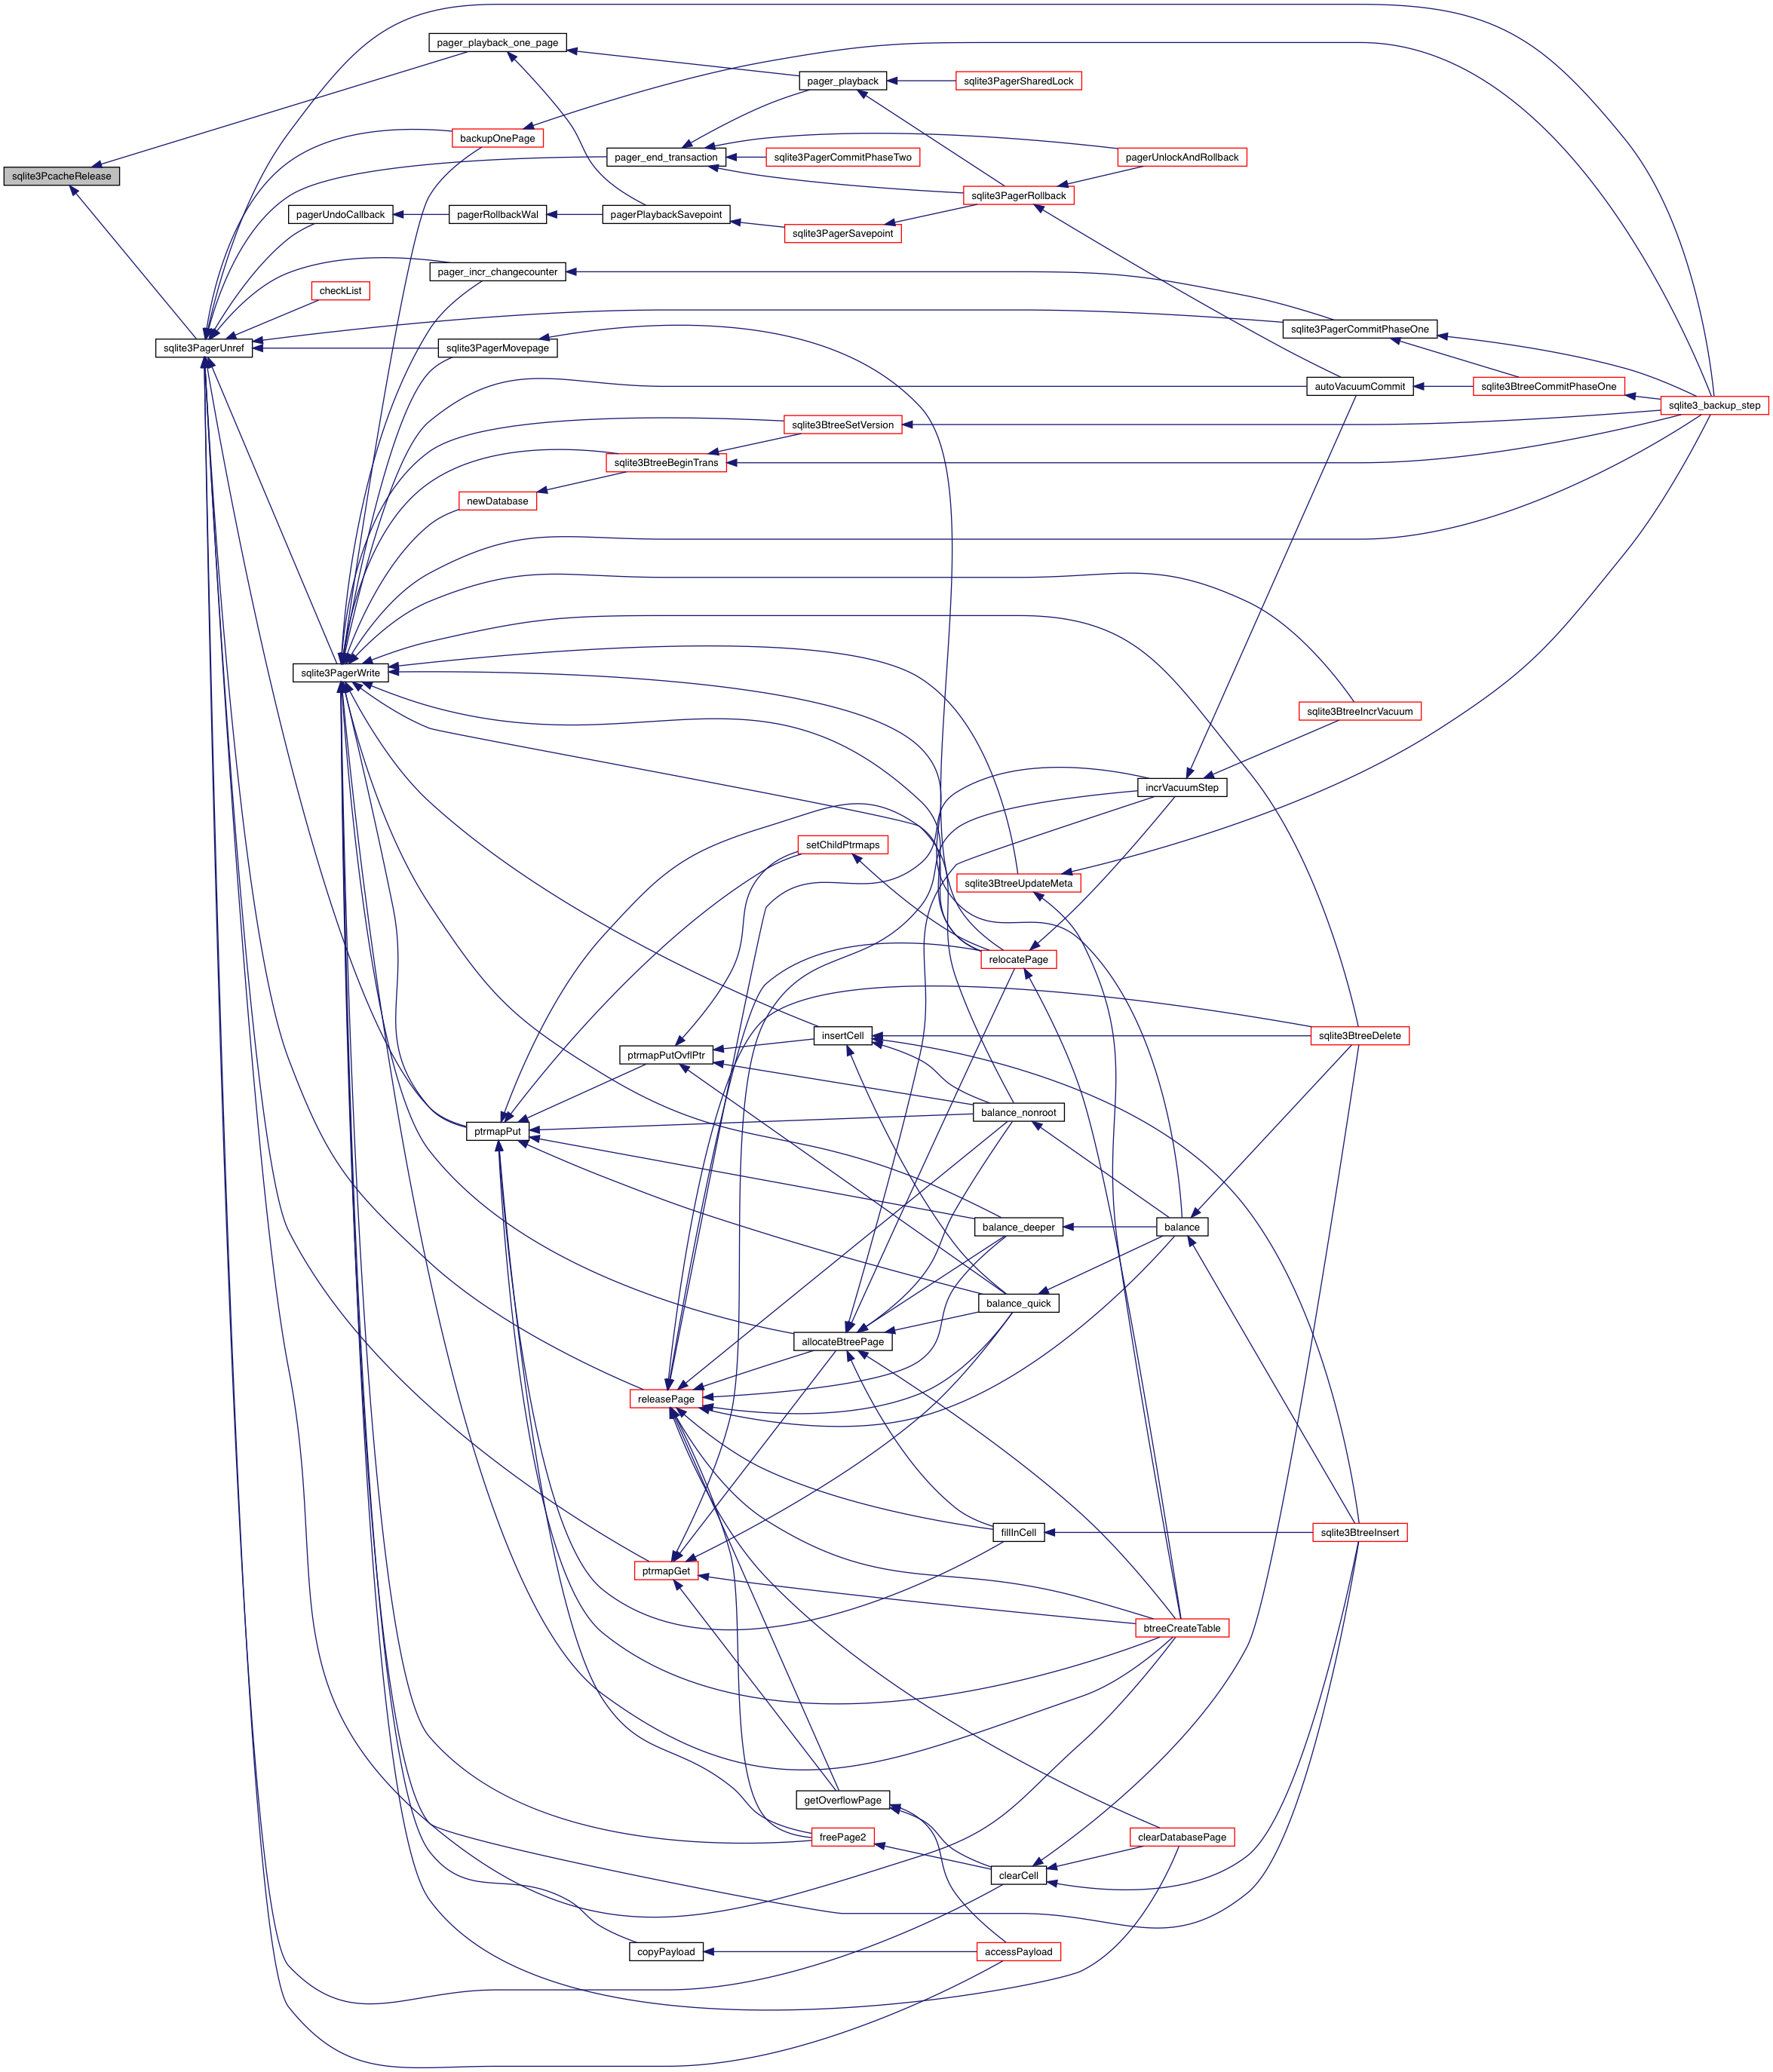 pager_playback_one_page
pager_playback
sqlite3PagerSharedLock
backupOnePage
pager_end_transaction
sqlite3PagerCommitPhaseTwo
pagerUnlockAndRollback
sqlite3PcacheRelease
sqlite3PagerRollback
pagerUndoCallback
pagerRollbackWal
pagerPlaybackSavepoint
sqlite3PagerSavepoint
pager_incr_changecounter
checkList
sqlite3PagerCommitPhaseOne
sqlite3PagerUnref
sqlite3PagerMovepage
autoVacuumCommit
sqlite3BtreeCommitPhaseOne
sqlite3_backup_step
sqlite3BtreeSetVersion
sqlite3BtreeBeginTrans
newDatabase
sqlite3PagerWrite
sqlite3BtreeIncrVacuum
incrVacuumStep
setChildPtrmaps
sqlite3BtreeUpdateMeta
relocatePage
insertCell
sqlite3BtreeDelete
ptrmapPutOvflPtr
balance_nonroot
ptrmapPut
balance_deeper
balance
balance_quick
allocateBtreePage
releasePage
fillInCell
sqlite3BtreeInsert
ptrmapGet
btreeCreateTable
getOverflowPage
freePage2
clearDatabasePage
clearCell
copyPayload
accessPayload